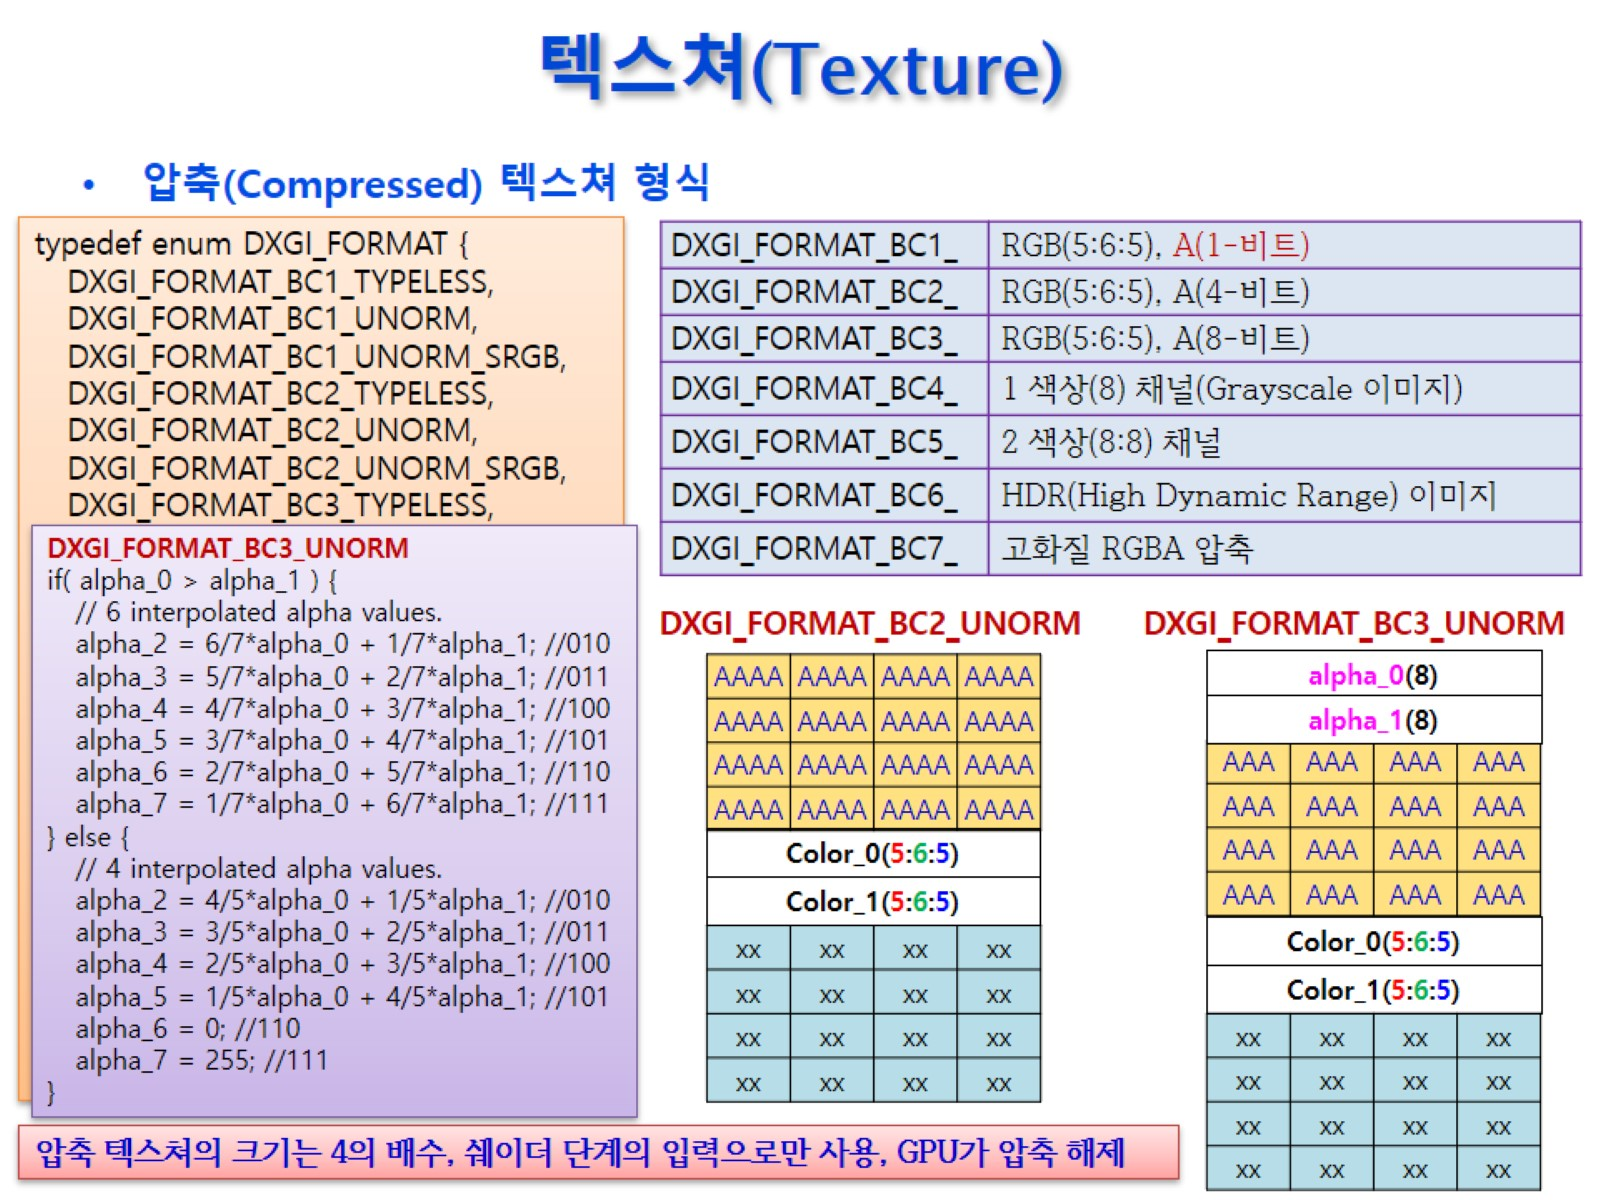 텍스쳐(Texture)
• 압축(Compressed) 텍스쳐 형식
typedef enum DXGI_FORMAT {
DXGI_FORMAT_BC1_TYPELESS,
DXGI_FORMAT_BC1_UNORM,
DXGI_FORMAT_BC1_UNORM_SRGB,
DXGI_FORMAT_BC2_TYPELESS,
DXGI_FORMAT_BC2_UNORM,
DXGI_FORMAT_BC2_UNORM_SRGB,
DXGI_FORMAT_BC3_TYPELESS,
DXGI_FORMAT_BC3_UNORM
if( alpha_0 > alpha_1 ) {
// 6 interpolated alpha values.
alpha_2 = 6/7*alpha_0 + 1/7*alpha_1; //010
alpha_3 = 5/7*alpha_0 + 2/7*alpha_1; //011
alpha_4 = 4/7*alpha_0 + 3/7*alpha_1; //100
alpha_5 = 3/7*alpha_0 + 4/7*alpha_1; //101
alpha_6 = 2/7*alpha_0 + 5/7*alpha_1; //110
alpha_7 = 1/7*alpha_0 + 6/7*alpha_1; //111
} else {
// 4 interpolated alpha values.
alpha_2 = 4/5*alpha_0 + 1/5*alpha_1; //010
alpha_3 = 3/5*alpha_0 + 2/5*alpha_1; //011
alpha_4 = 2/5*alpha_0 + 3/5*alpha_1; //100
alpha_5 = 1/5*alpha_0 + 4/5*alpha_1; //101
alpha_6 = 0; //110
alpha_7 = 255; //111
}
DXGI_FORMAT_BC1_ RGB(5:6:5), A(1-비트)
DXGI_FORMAT_BC2_ RGB(5:6:5), A(4-비트)
DXGI_FORMAT_BC3_ RGB(5:6:5), A(8-비트)
DXGI_FORMAT_BC4_ 1 색상(8) 채널(Grayscale 이미지)
DXGI_FORMAT_BC5_ 2 색상(8:8) 채널
DXGI_FORMAT_BC6_ HDR(High Dynamic Range) 이미지
DXGI_FORMAT_BC7_ 고화질 RGBA 압축
DXGI_FORMAT_BC2_UNORM
AAAA AAAA AAAA AAAA
AAAA AAAA AAAA AAAA
AAAA AAAA AAAA AAAA
AAAA AAAA AAAA AAAA
Color_0(5:6:5)
Color_1(5:6:5)
xx xx xx xx
xx xx xx xx
xx xx xx xx
xx xx xx xx
DXGI_FORMAT_BC3_UNORM
alpha_0(8)
alpha_1(8)
AAA AAA AAA AAA
AAA AAA AAA AAA
AAA AAA AAA AAA
AAA AAA AAA AAA
Color_0(5:6:5)
Color_1(5:6:5)
xx xx xx xx
xx xx xx xx
xx xx xx xx
xx xx xx xx
압축 텍스쳐의 크기는 4의 배수, 쉐이더 단계의 입력으로만 사용, GPU가 압축 해제